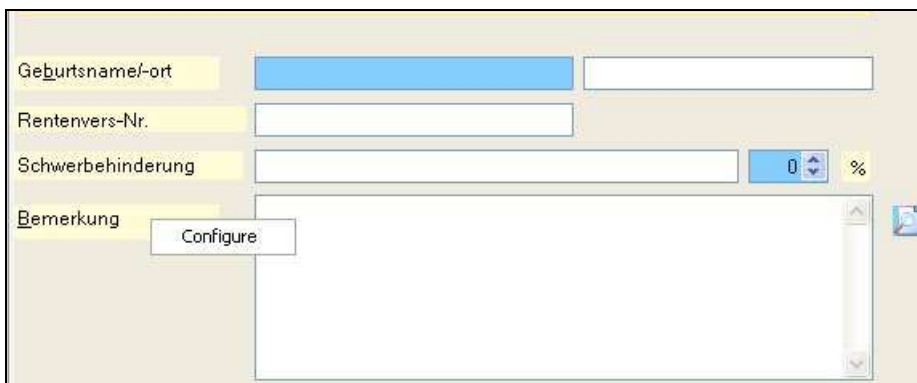 Geburtsname/-ort
Rentenvers-Nr.
Schwerbehinderung 0 %
Bemerkung
Configure